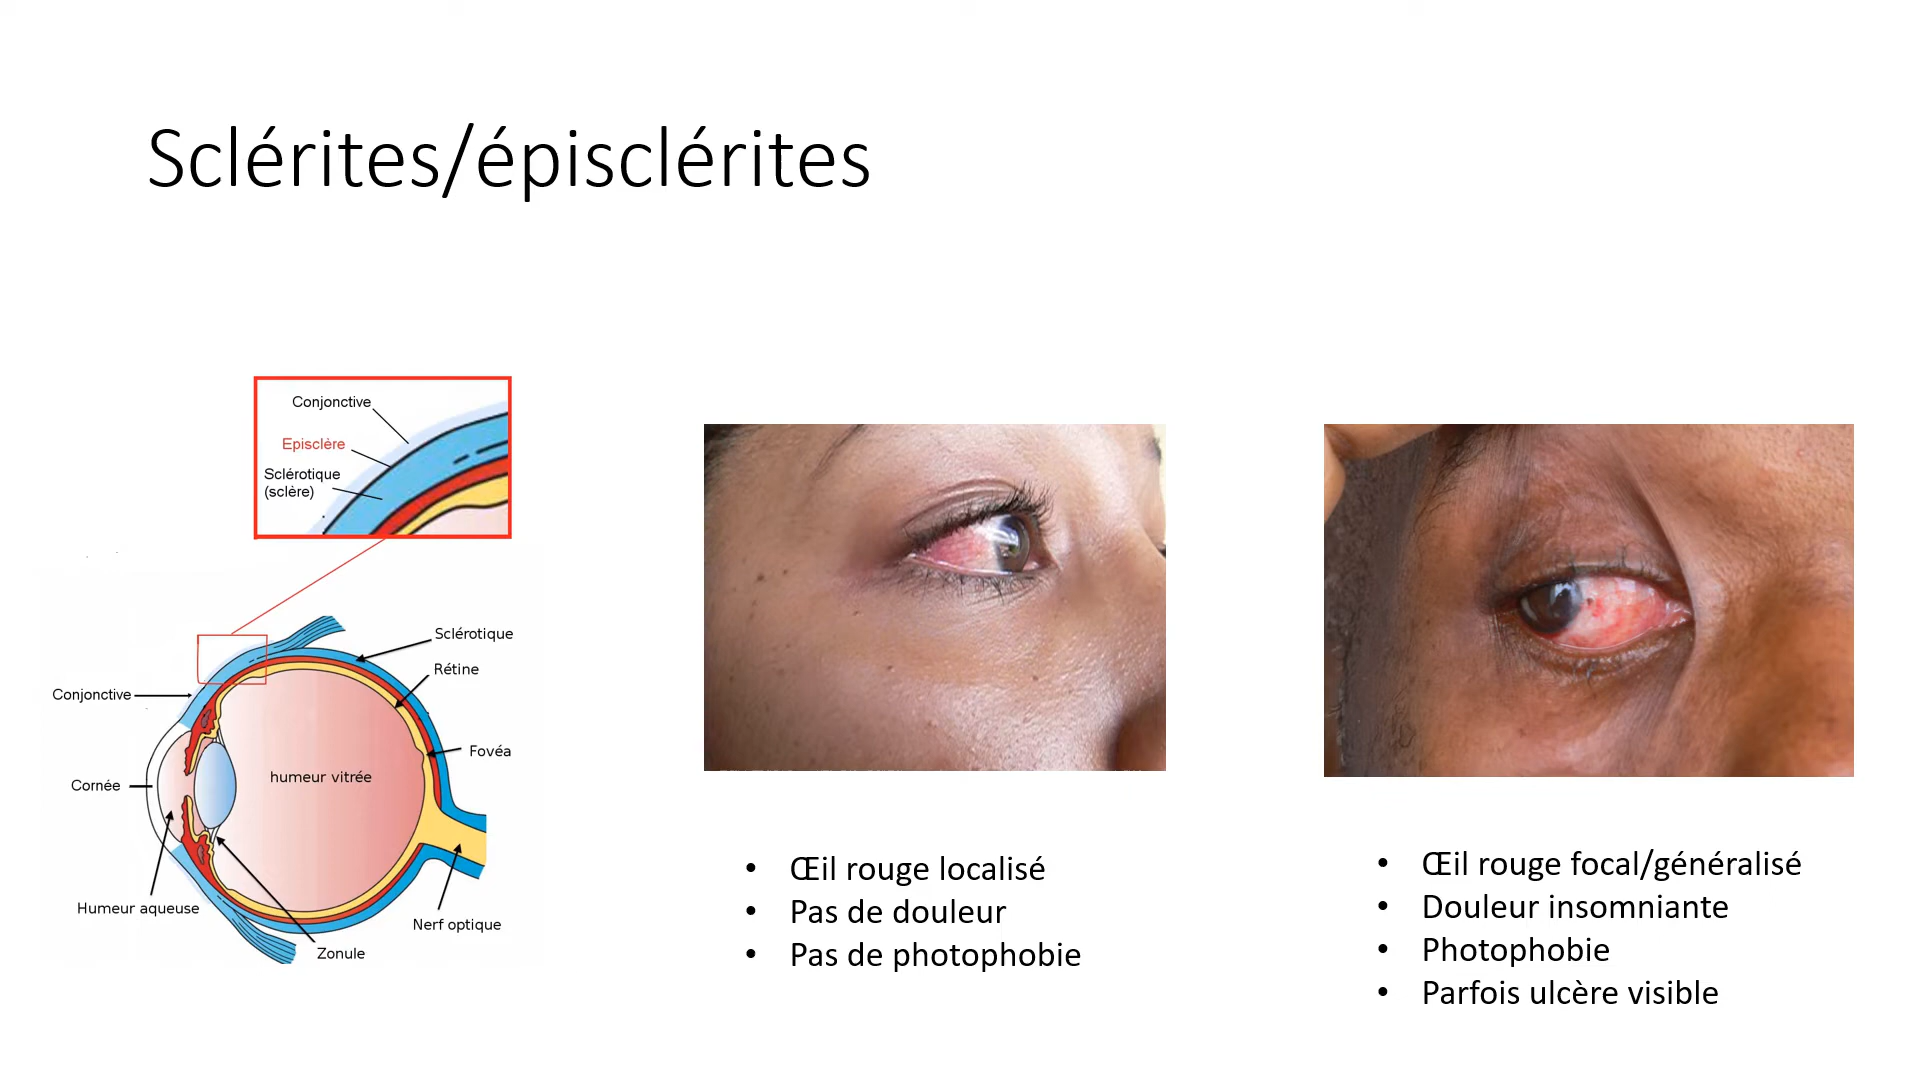 Sclérites/épisclérites
Conjonctive
Episclère
Sclérotique
(sclère)
Sclérotique
Rétine
Conjonctive
Fovéa
humeur vitrée
Cornée
Humeur aqueuse
Nerf optique
Zonule
• Œil rouge localisé
• Pas de douleur
• Pas de photophobie
• Œil rouge focal/généralisé
• Douleur insomniante
• Photophobie
• Parfois ulcère visible